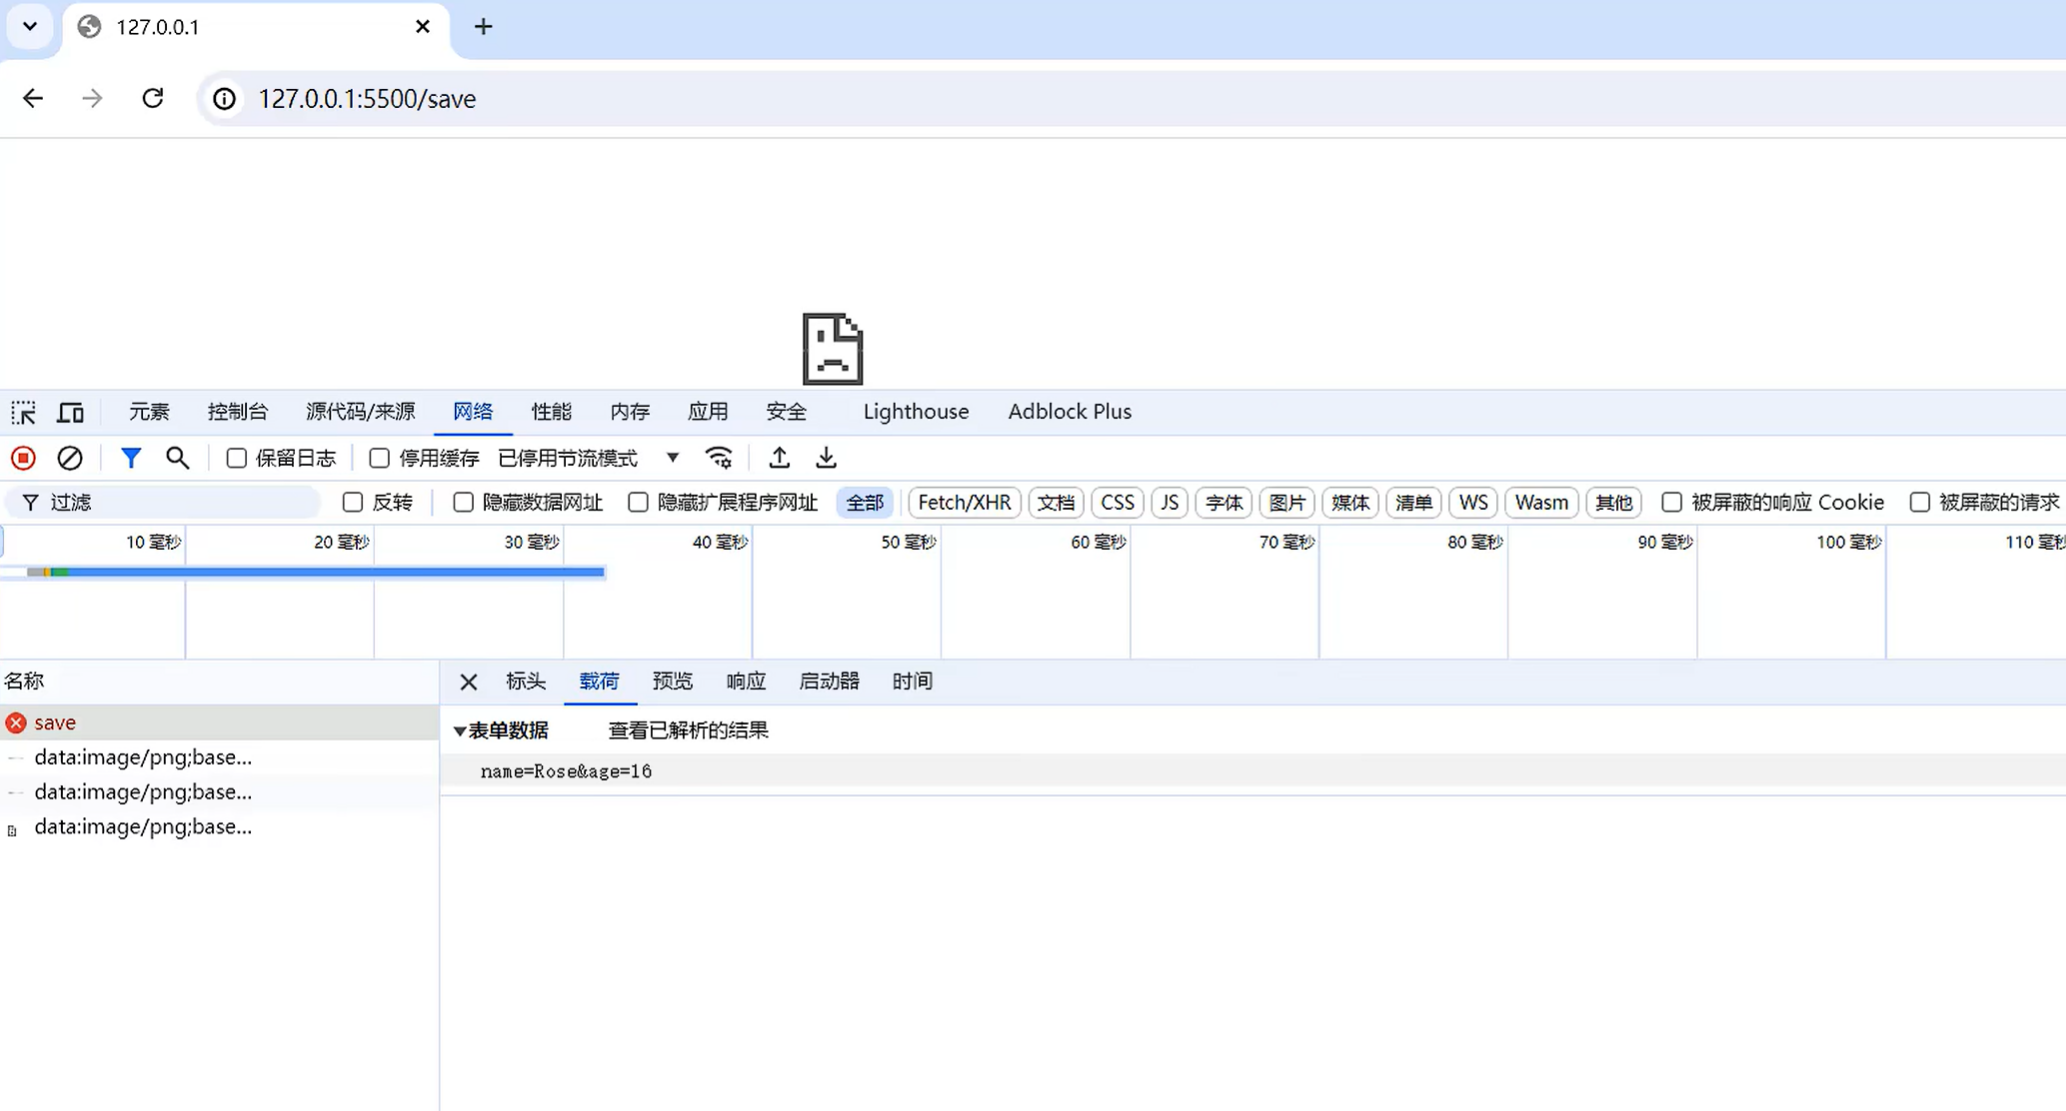 127.0.0.1
127.0.0.1:5500/save
元素 控制台 源代码/来源 网络 性能 内存 应用 安全 Lighthouse Adblock Plus
保留日志 停用缓存 已停用节流模式
过滤 反转 隐藏数据网址 隐藏扩展程序网址 全部 Fetch/XHR 文档 CSS JS 字体 图片 媒体 清单 WS Wasm 其他 被屏蔽的响应 Cookie 被屏蔽的请求
10 毫秒 20 毫秒 30 毫秒 40 毫秒 50 毫秒 60 毫秒 70 毫秒 80 毫秒 90 毫秒 100 毫秒 110 毫秒
名称 标头 载荷 预览 响应 启动器 时间
save
表单数据 查看已解析的结果
data:image/png;base...
name=Rose&age=16
data:image/png;base...
data:image/png;base...